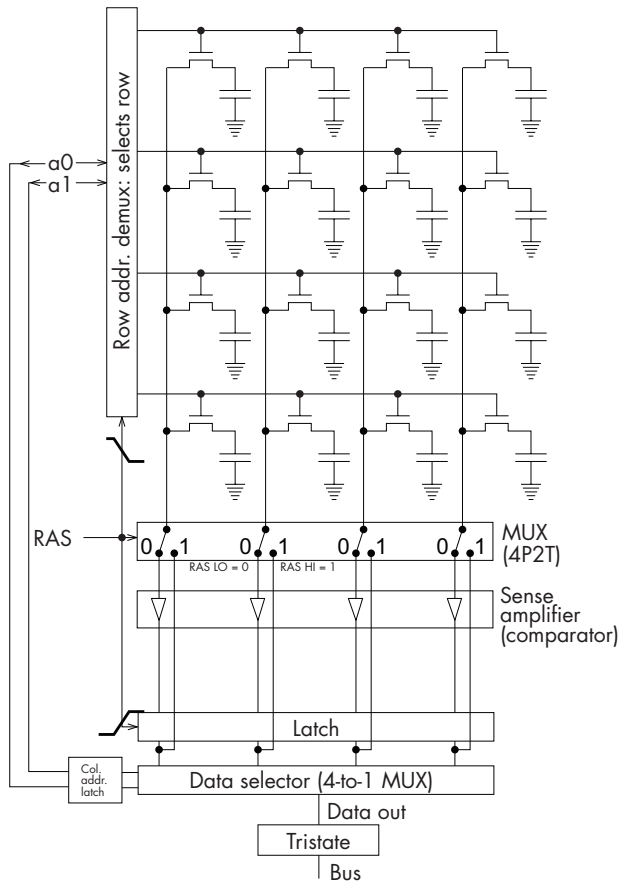 Row addr. demux: selects row
a0
a1
RAS
0 1 0 1 0 1 0 1
RAS LO = 0 RAS HI = 1
MUX
(4P2T)
Sense
amplifier
(comparator)
Latch
Col.
addr.
latch
Data selector (4-to-1 MUX)
Data out
Tristate
Bus